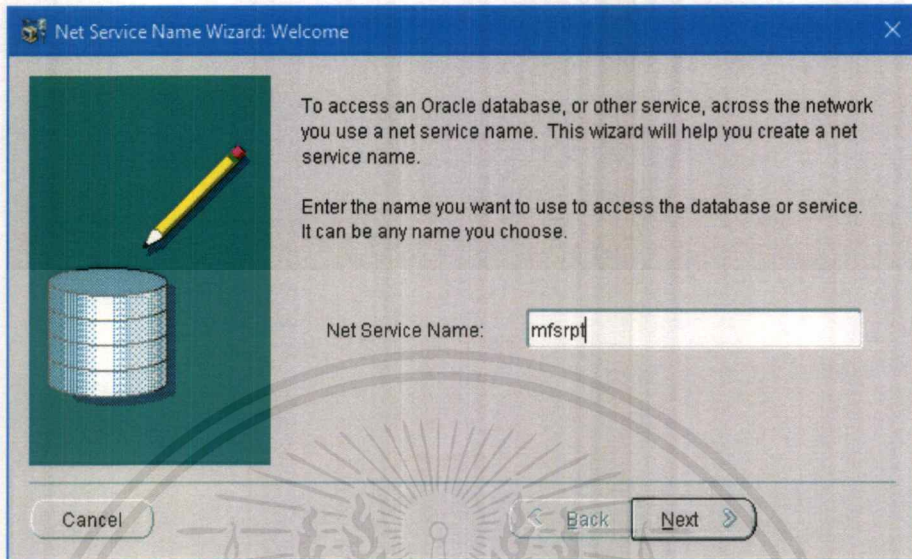 Net Service Name Wizard: Welcome
To access an Oracle database, or other service, across the network
you use a net service name. This wizard will help you create a net
service name.
Enter the name you want to use to access the database or service.
It can be any name you choose.
Net Service Name: mfsrpt
Cancel Back Next